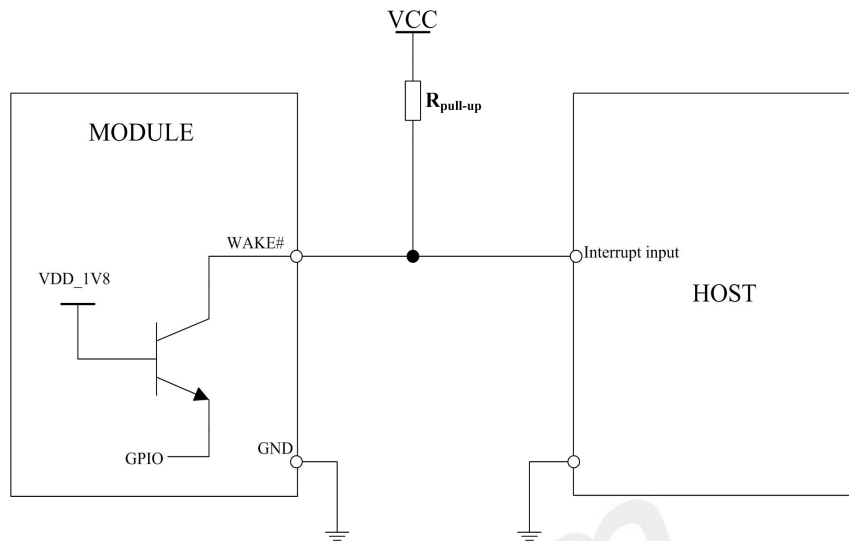 VCC
Rpull-up
MODULE
WAKE#
Interrupt input
VDD_1V8
HOST
GND
GPIO